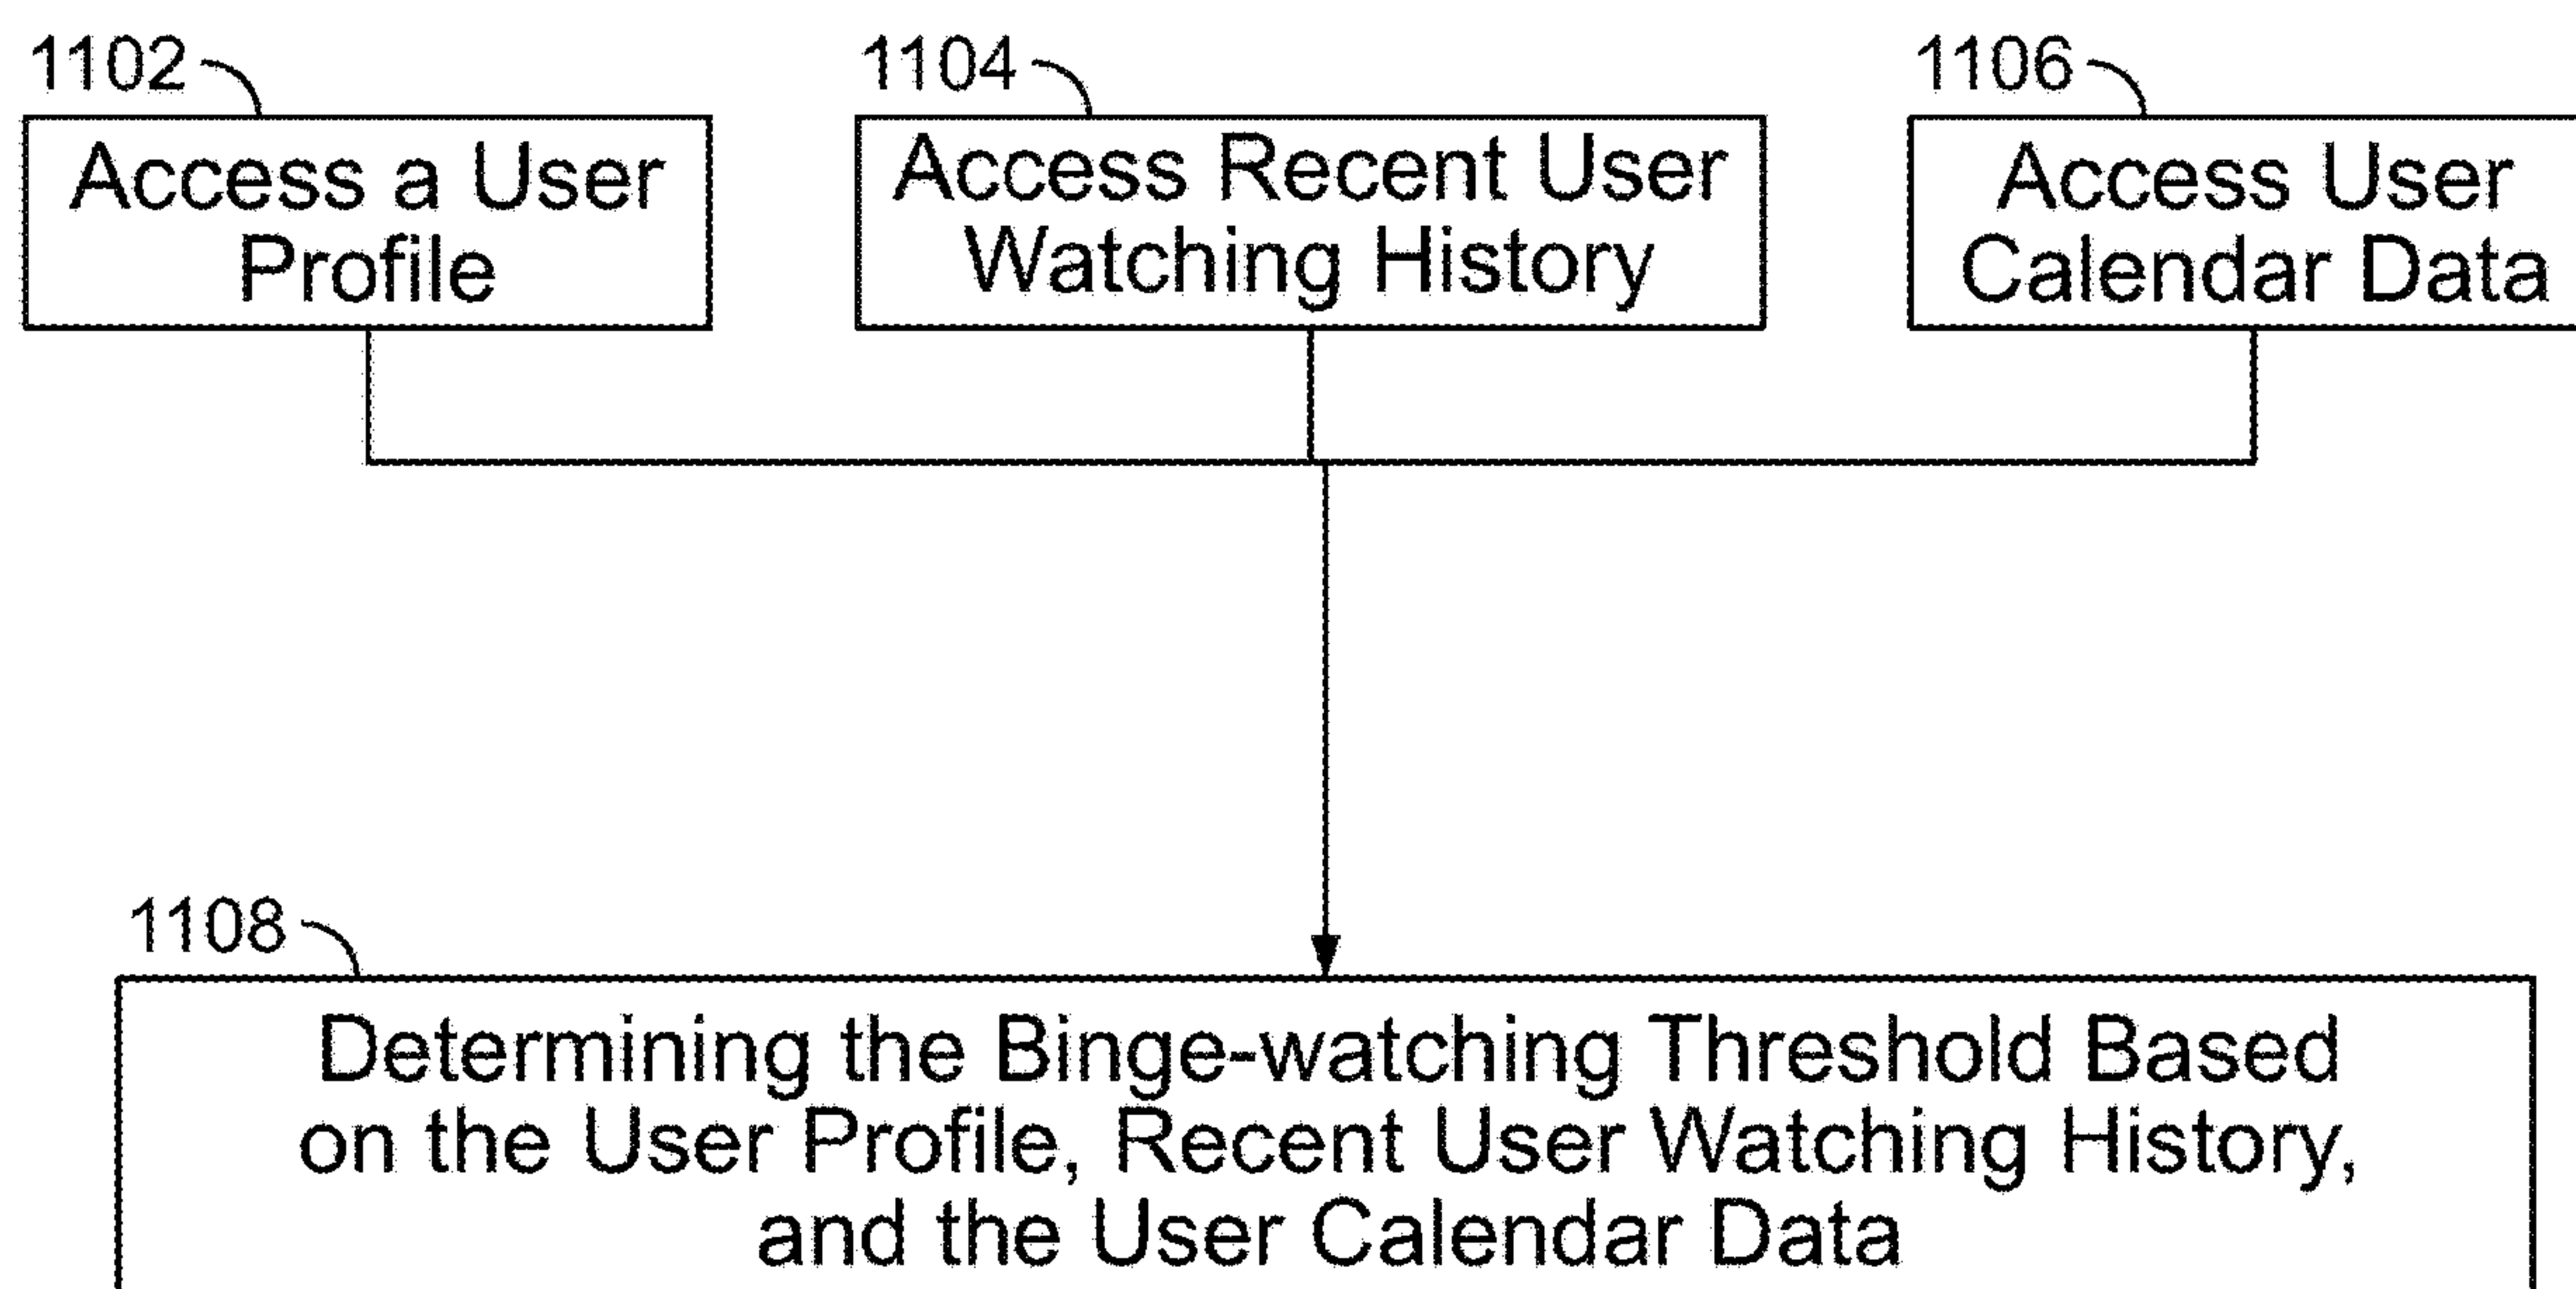 1102
1104
1106
Access a User
Profile
Access Recent User
Watching History
Access User
Calendar Data
1108
Determining the Binge-watching Threshold Based
on the User Profile, Recent User Watching History,
and the User Calendar Data